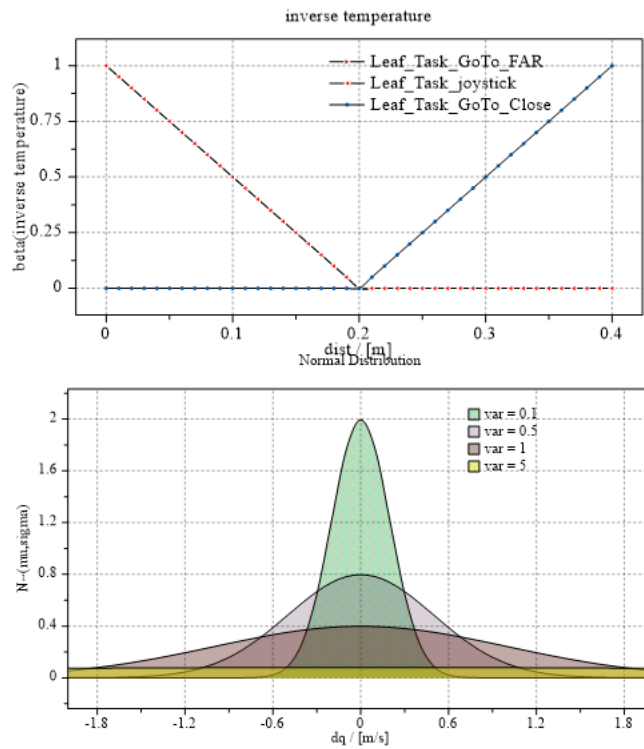 inverse temperature
Leaf_Task_GoTo_FAR
Leaf_Task_joystick
Leaf_Task_GoTo_Close
beta(inverse temperature)
1
0.75
0.5
0.25
0
0 0.1 0.2 0.3 0.4
dist / [m]
Normal Distribution
var = 0.1
var = 0.5
var = 1
var = 5
N~(mu,sigma)
2
1.6
1.2
0.8
0.4
0
-1.8 -1.2 -0.6 0 0.6 1.2 1.8
dq / [m/s]